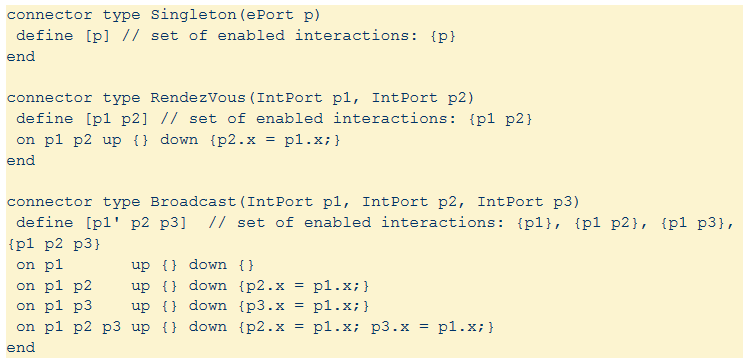 connector type Singleton(ePort p)
 define [p] // set of enabled interactions: {p}
end

connector type RendezVous(IntPort p1, IntPort p2)
 define [p1 p2] // set of enabled interactions: {p1 p2}
 on p1 p2 up {} down {p2.x = p1.x;}
end

connector type Broadcast(IntPort p1, IntPort p2, IntPort p3)
 define [p1' p2 p3]  // set of enabled interactions: {p1}, {p1 p2}, {p1 p3},
{p1 p2 p3}
 on p1       up {} down {}
 on p1 p2    up {} down {p2.x = p1.x;}
 on p1 p3    up {} down {p3.x = p1.x;}
 on p1 p2 p3 up {} down {p2.x = p1.x; p3.x = p1.x;}
end